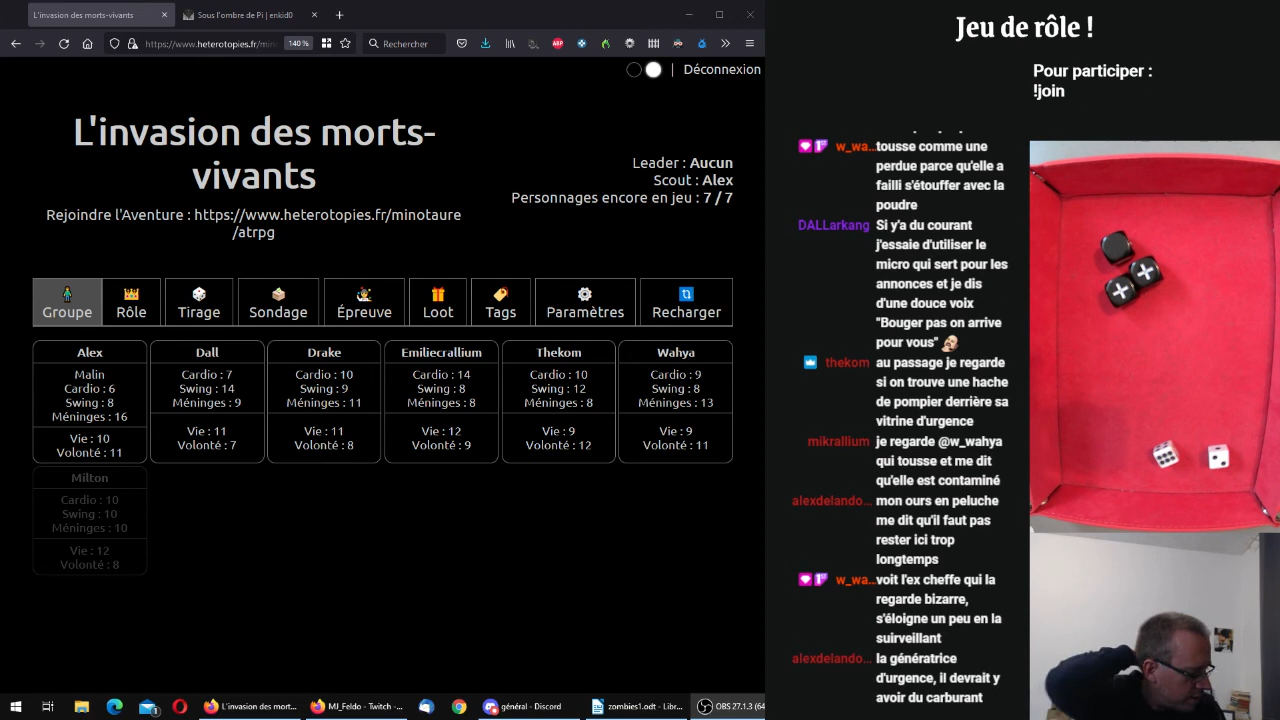 L'invasion des morts-vivants
Sous l'ombre de Pi | enkid0
https://www.heterotopies.fr/min
140 %
Rechercher
ABP
Déconnexion
L'invasion des morts-
vivants
Rejoindre l'Aventure : https://www.heterotopies.fr/minotaure
/atrpg
Leader : Aucun
Scout : Alex
Personnages encore en jeu : 7 / 7
Groupe
Rôle
Tirage
Sondage
Épreuve
Loot
Tags
Paramètres
Recharger
Alex
Malin
Cardio : 6
Swing : 8
Méninges : 16
Vie : 10
Volonté : 11
Dall
Cardio : 7
Swing : 14
Méninges : 9
Vie : 11
Volonté : 7
Drake
Cardio : 10
Swing : 9
Méninges : 11
Vie : 11
Volonté : 8
Emiliecrallium
Cardio : 14
Swing : 8
Méninges : 8
Vie : 12
Volonté : 9
Thekom
Cardio : 10
Swing : 12
Méninges : 8
Vie : 9
Volonté : 12
Wahya
Cardio : 9
Swing : 8
Méninges : 13
Vie : 9
Volonté : 11
Milton
Cardio : 10
Swing : 10
Méninges : 10
Vie : 12
Volonté : 8
L'invasion des mort...
MJ_Feldo - Twitch -...
général - Discord
zombies1.odt - Libr...
OBS 27.1.3 (64
Jeu de rôle !
Pour participer :
!join
w_wa... tousse comme une
perdue parce qu'elle a
failli s'étouffer avec la
poudre
DALLarkang Si y'a du courant
j'essaie d'utiliser le
micro qui sert pour les
annonces et je dis
d'une douce voix
"Bouger pas on arrive
pour vous"
thekom au passage je regarde
si on trouve une hache
de pompier derrière sa
vitrine d'urgence
mikrallium je regarde @w_wahya
qui tousse et me dit
qu'elle est contaminé
alexdelando... mon ours en peluche
me dit qu'il faut pas
rester ici trop
longtemps
w_wa... voit l'ex cheffe qui la
regarde bizarre,
s'éloigne un peu en la
suirveillant
alexdelando... la génératrice
d'urgence, il devrait y
avoir du carburant